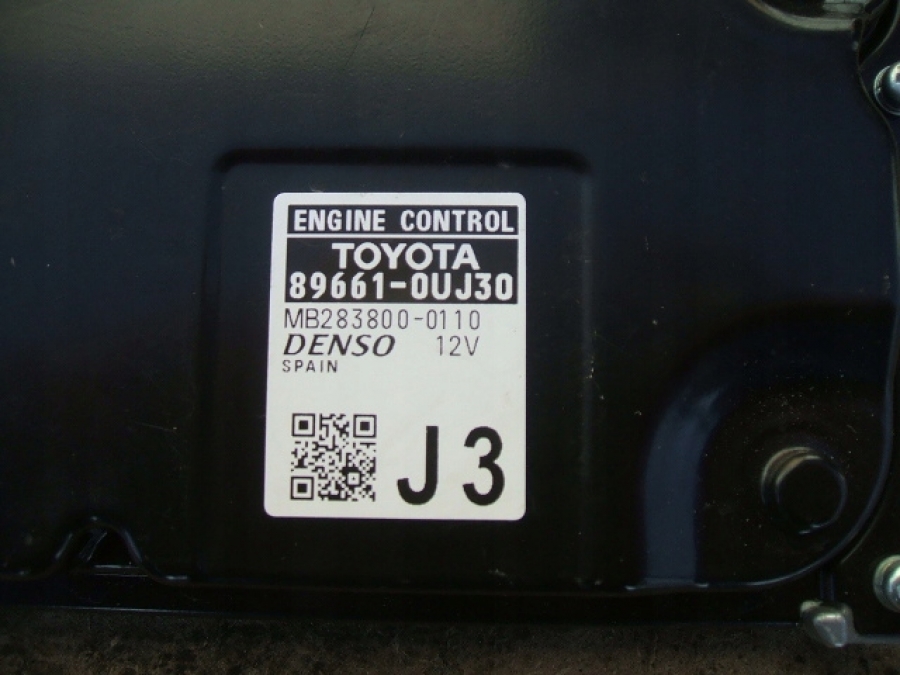 ENGINE CONTROL
TOYOTA
89661-0UJ30
MB283800-0110
DENSO 12V
SPAIN
J3